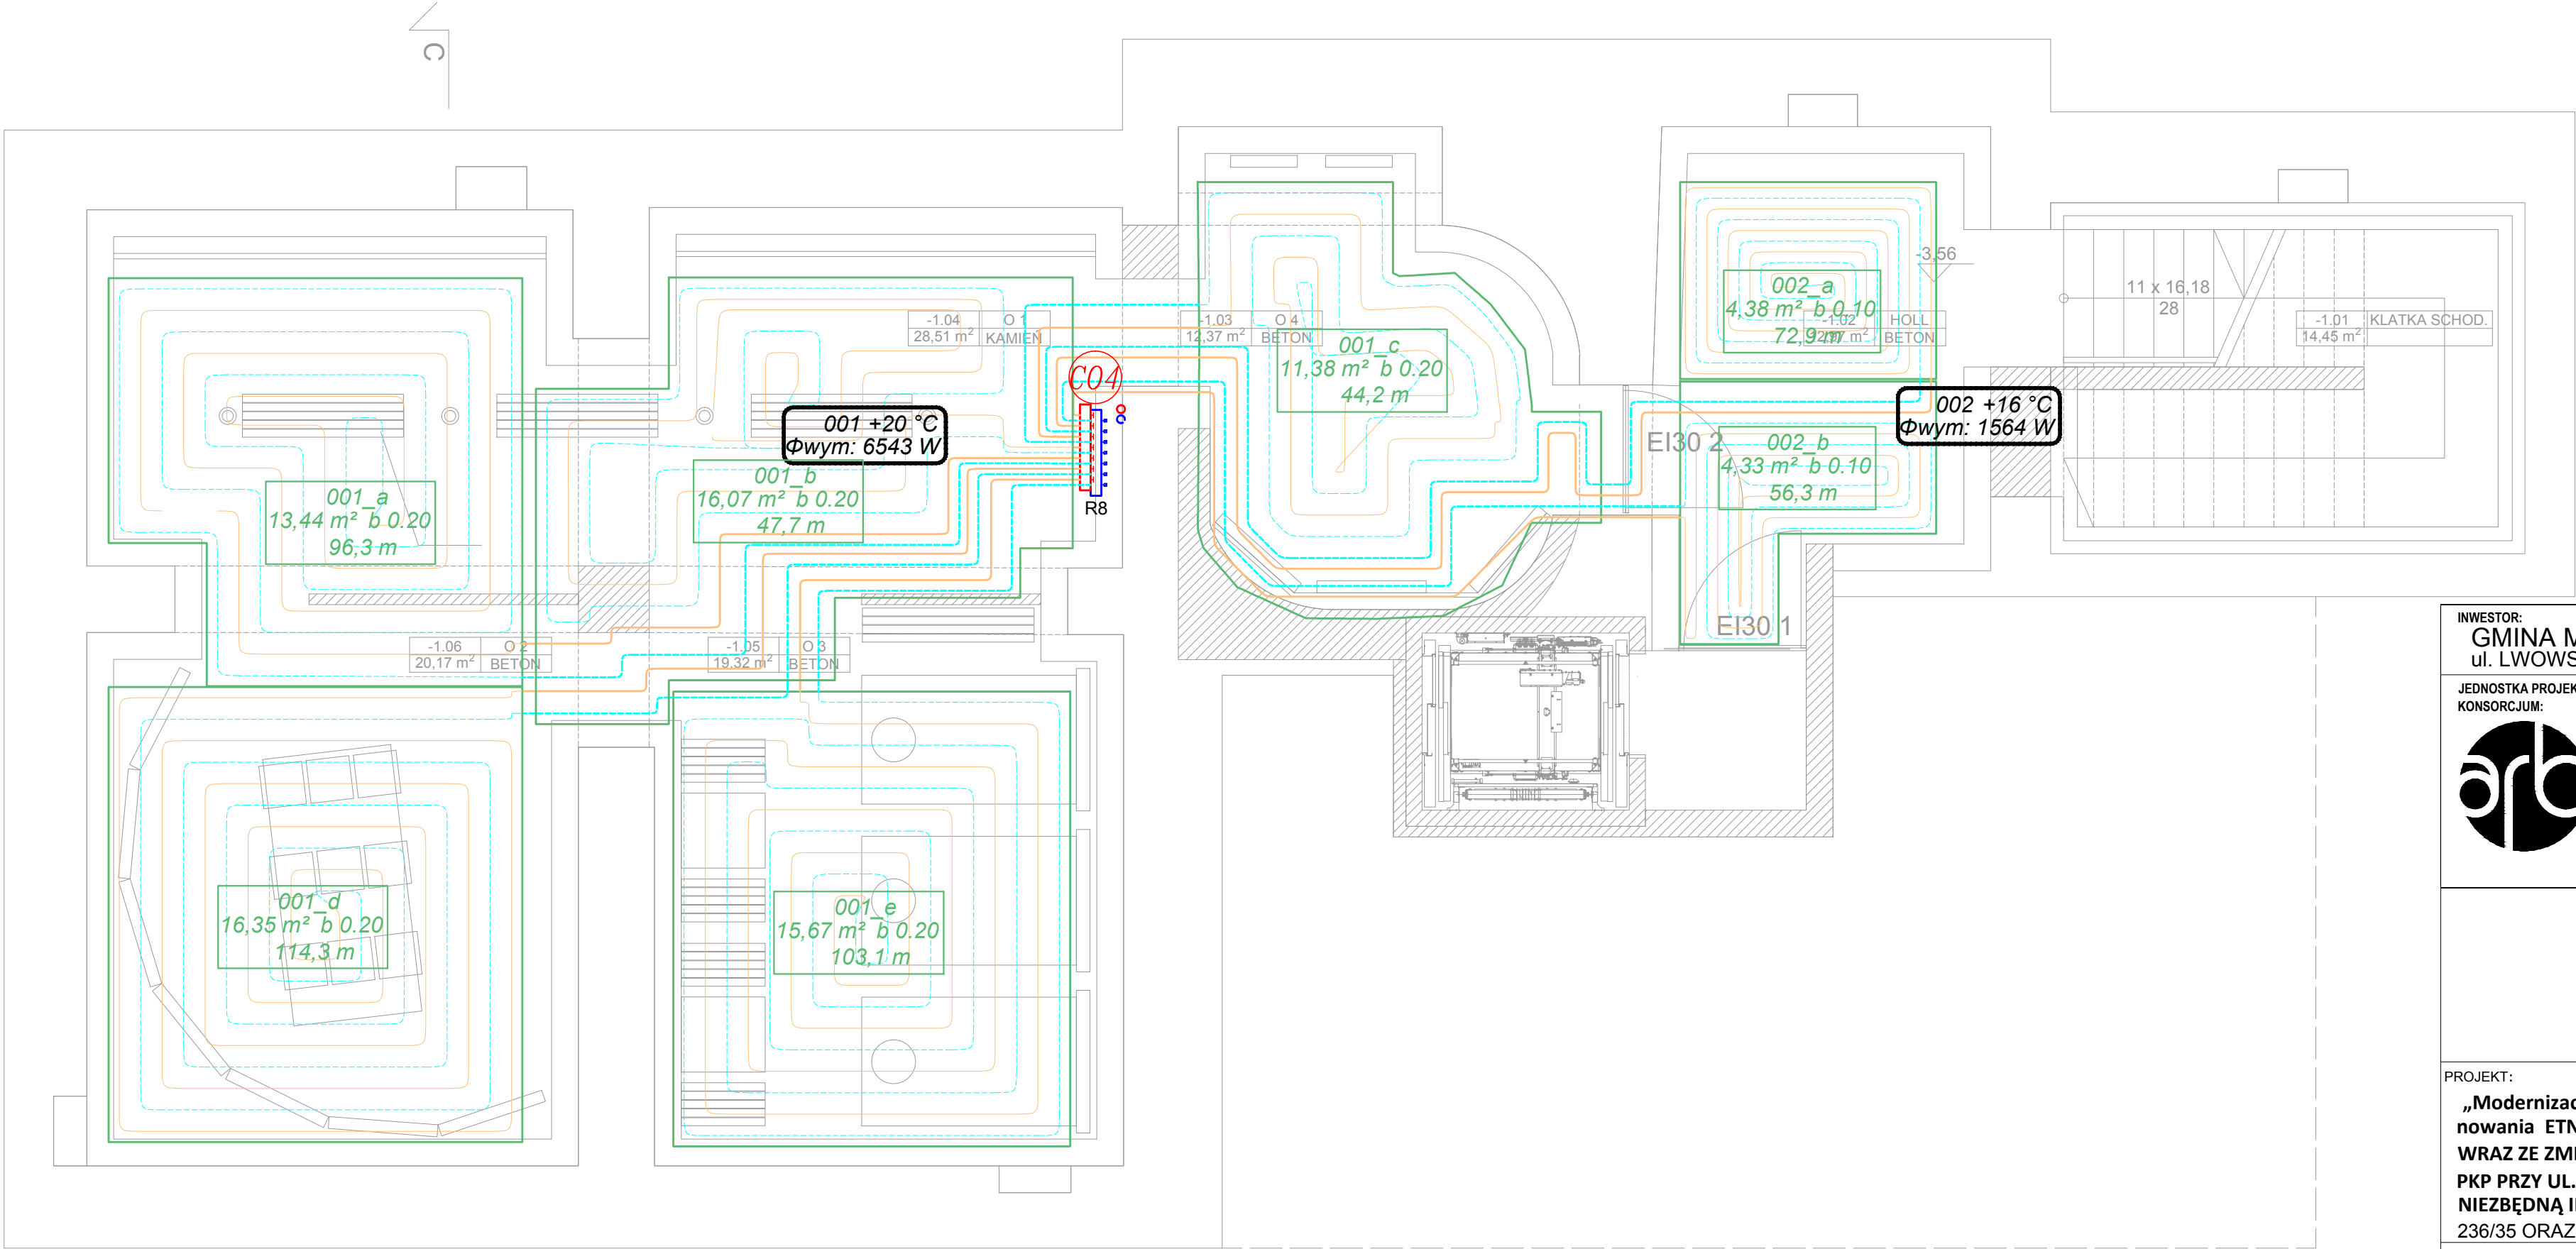 C
-3,56
11 x 16,18
28
002_a
4,38 m² b 0.10
72,9 m
-1.02 HOLL
m² BETON
-1.04 O 1
28,51 m² KAMIEŃ
-1.03 O 4
12,37 m² BETON
-1.01 KLATKA SCHOD.
14,45 m²
001_c
11,38 m² b 0.20
44,2 m
C04
001 +20 °C
Φwym: 6543 W
002 +16 °C
Φwym: 1564 W
EI30 2
002_b
4,33 m² b 0.10
56,3 m
001_b
16,07 m² b 0.20
47,7 m
001_a
13,44 m² b 0.20
96,3 m
R8
EI30 1
-1.06 O 2
20,17 m² BETON
-1.05 O 3
19.32 m² BETON
001_d
16,35 m² b 0.20
114,3 m
001_e
15,67 m² b 0.20
103,1 m
INWESTOR:
GMINA M
ul. LWOWS
JEDNOSTKA PROJEK
KONSORCJUM:
arb
PROJEKT:
„Modernizac
nowania ETN
WRAZ ZE ZMI
PKP PRZY UL.
NIEZBĘDNĄ I
236/35 ORAZ